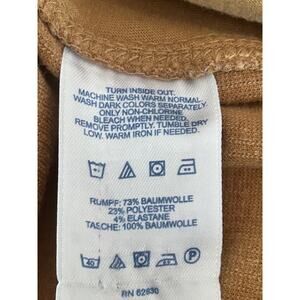 TURN INSIDE OUT.
MACHINE WASH WARM NORMAL.
WASH DARK COLORS SEPARATELY.
ONLY NON-CHLORINE
BLEACH WHEN NEEDED.
REMOVE PROMPTLY. TUMBLE DRY
LOW. WARM IRON IF NEEDED.
RUMPF: 73% BAUMWOLLE
23% POLYESTER
4% ELASTANE
TASCHE: 100% BAUMWOLLE
40 P
RN 62830